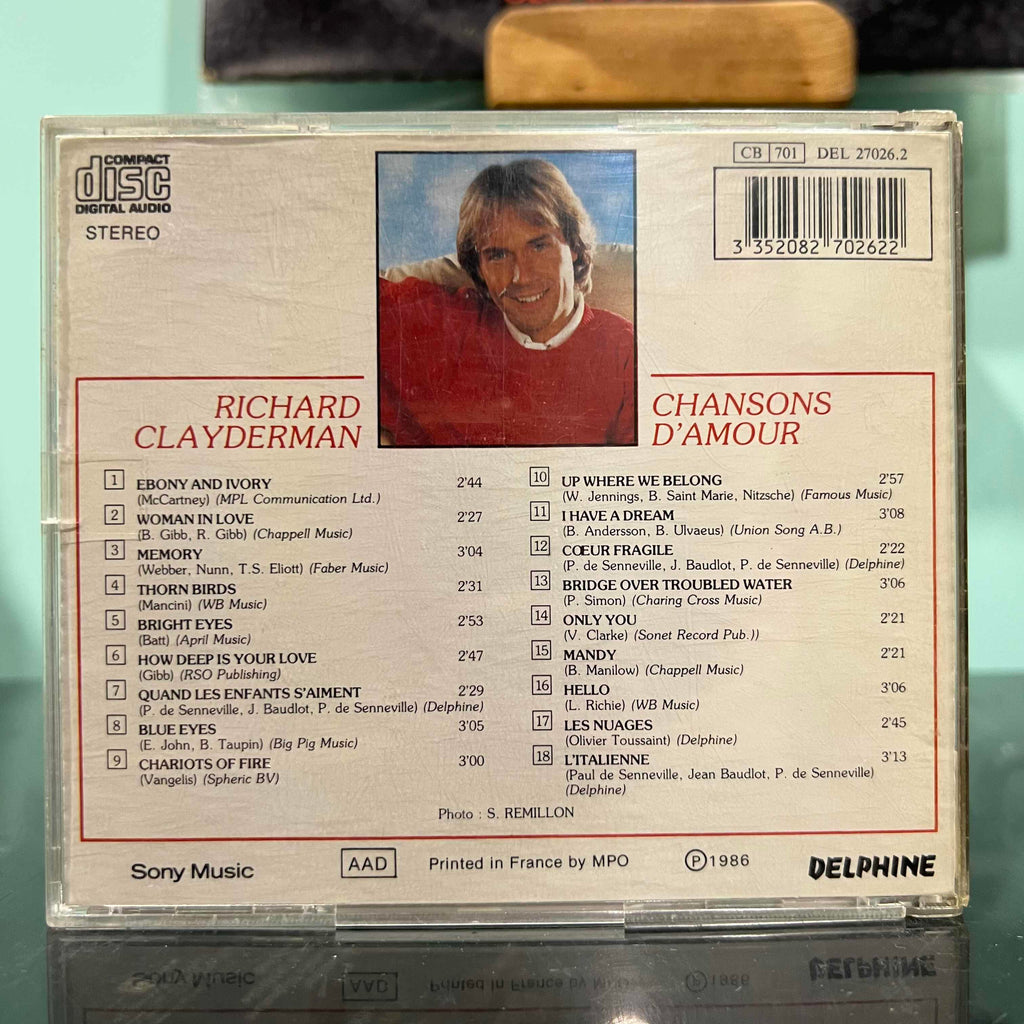 COMPACT
disc
DIGITAL AUDIO
STEREO
CB 701 DEL 27026.2
3 352082 702622
RICHARD
CLAYDERMAN
CHANSONS
D'AMOUR
1 EBONY AND IVORY 2'44
(McCartney) (MPL Communication Ltd.)
2 WOMAN IN LOVE 2'27
(B. Gibb, R. Gibb) (Chappell Music)
3 MEMORY 3'04
(Webber, Nunn, T.S. Eliott) (Faber Music)
4 THORN BIRDS 2'31
(Mancini) (WB Music)
5 BRIGHT EYES 2'53
(Batt) (April Music)
6 HOW DEEP IS YOUR LOVE 2'47
(Gibb) (RSO Publishing)
7 QUAND LES ENFANTS S'AIMENT 2'29
(P. de Senneville, J. Baudlot, P. de Senneville) (Delphine)
8 BLUE EYES 3'05
(E. John, B. Taupin) (Big Pig Music)
9 CHARIOTS OF FIRE 3'00
(Vangelis) (Spheric BV)
10 UP WHERE WE BELONG 2'57
(W. Jennings, B. Saint Marie, Nitzsche) (Famous Music)
11 I HAVE A DREAM 3'08
(B. Andersson, B. Ulvaeus) (Union Song A.B.)
12 CŒUR FRAGILE 2'22
(P. de Senneville, J. Baudlot, P. de Senneville) (Delphine)
13 BRIDGE OVER TROUBLED WATER 3'06
(P. Simon) (Charing Cross Music)
14 ONLY YOU 2'21
(V. Clarke) (Sonet Record Pub.))
15 MANDY 2'21
(B. Manilow) (Chappell Music)
16 HELLO 3'06
(L. Richie) (WB Music)
17 LES NUAGES 2'45
(Olivier Toussaint) (Delphine)
18 L'ITALIENNE 3'13
(Paul de Senneville, Jean Baudlot, P. de Senneville)
(Delphine)
Photo : S. REMILLON
Sony Music AAD Printed in France by MPO Ⓟ1986 DELPHINE